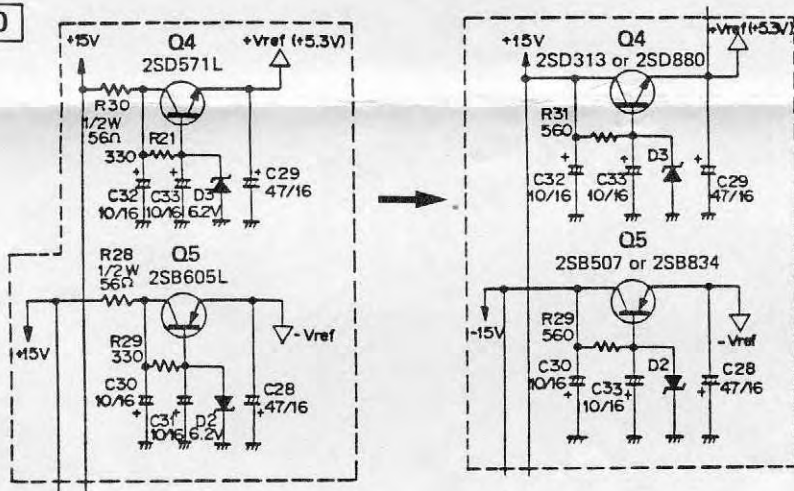 +15V
Q4
2SD571L
+Vref (+5.3V)
R30
1/2W
56Ω
R21
330
C32
10/16
C33
10/16
D3
6.2V
C29
47/16
Q5
2SB605L
R28
1/2W
56Ω
+15V
-Vref
R29
330
C30
10/16
C31
10/16
D2
6.2V
C28
47/16
+15V
Q4
2SD313 or 2SD880
+Vref (+5.3V)
R31
560
C32
10/16
C33
10/16
D3
C29
47/16
Q5
2SB507 or 2SB834
-15V
-Vref
R29
560
C30
10/16
C33
10/16
D2
C28
47/16